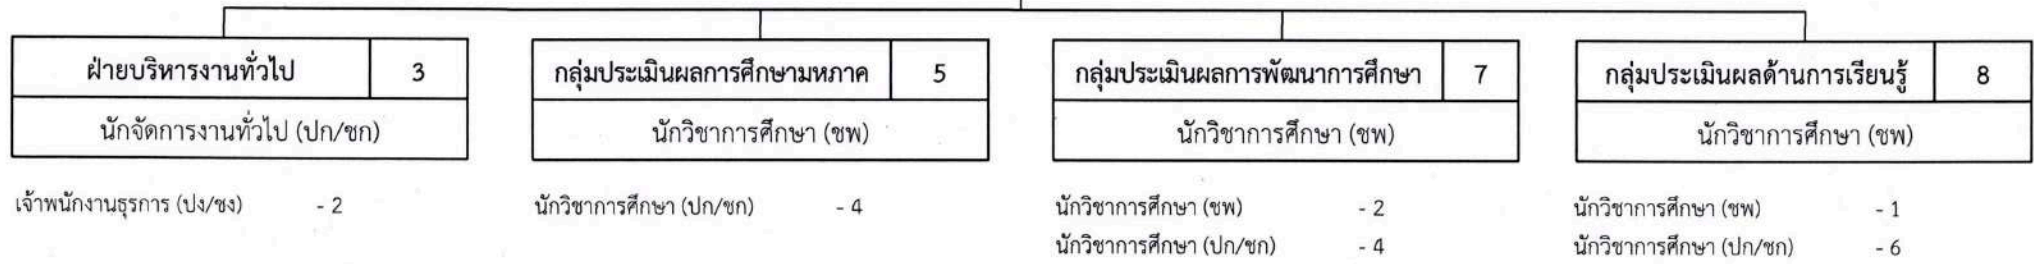 ฝ่ายบริหารงานทั่วไป 3
นักจัดการงานทั่วไป (ปก/ชก)
เจ้าพนักงานธุรการ (ปง/ชง) - 2
กลุ่มประเมินผลการศึกษามหภาค 5
นักวิชาการศึกษา (ชพ)
นักวิชาการศึกษา (ปก/ชก) - 4
กลุ่มประเมินผลการพัฒนาการศึกษา 7
นักวิชาการศึกษา (ชพ)
นักวิชาการศึกษา (ชพ) - 2
นักวิชาการศึกษา (ปก/ชก) - 4
กลุ่มประเมินผลด้านการเรียนรู้ 8
นักวิชาการศึกษา (ชพ)
นักวิชาการศึกษา (ชพ) - 1
นักวิชาการศึกษา (ปก/ชก) - 6